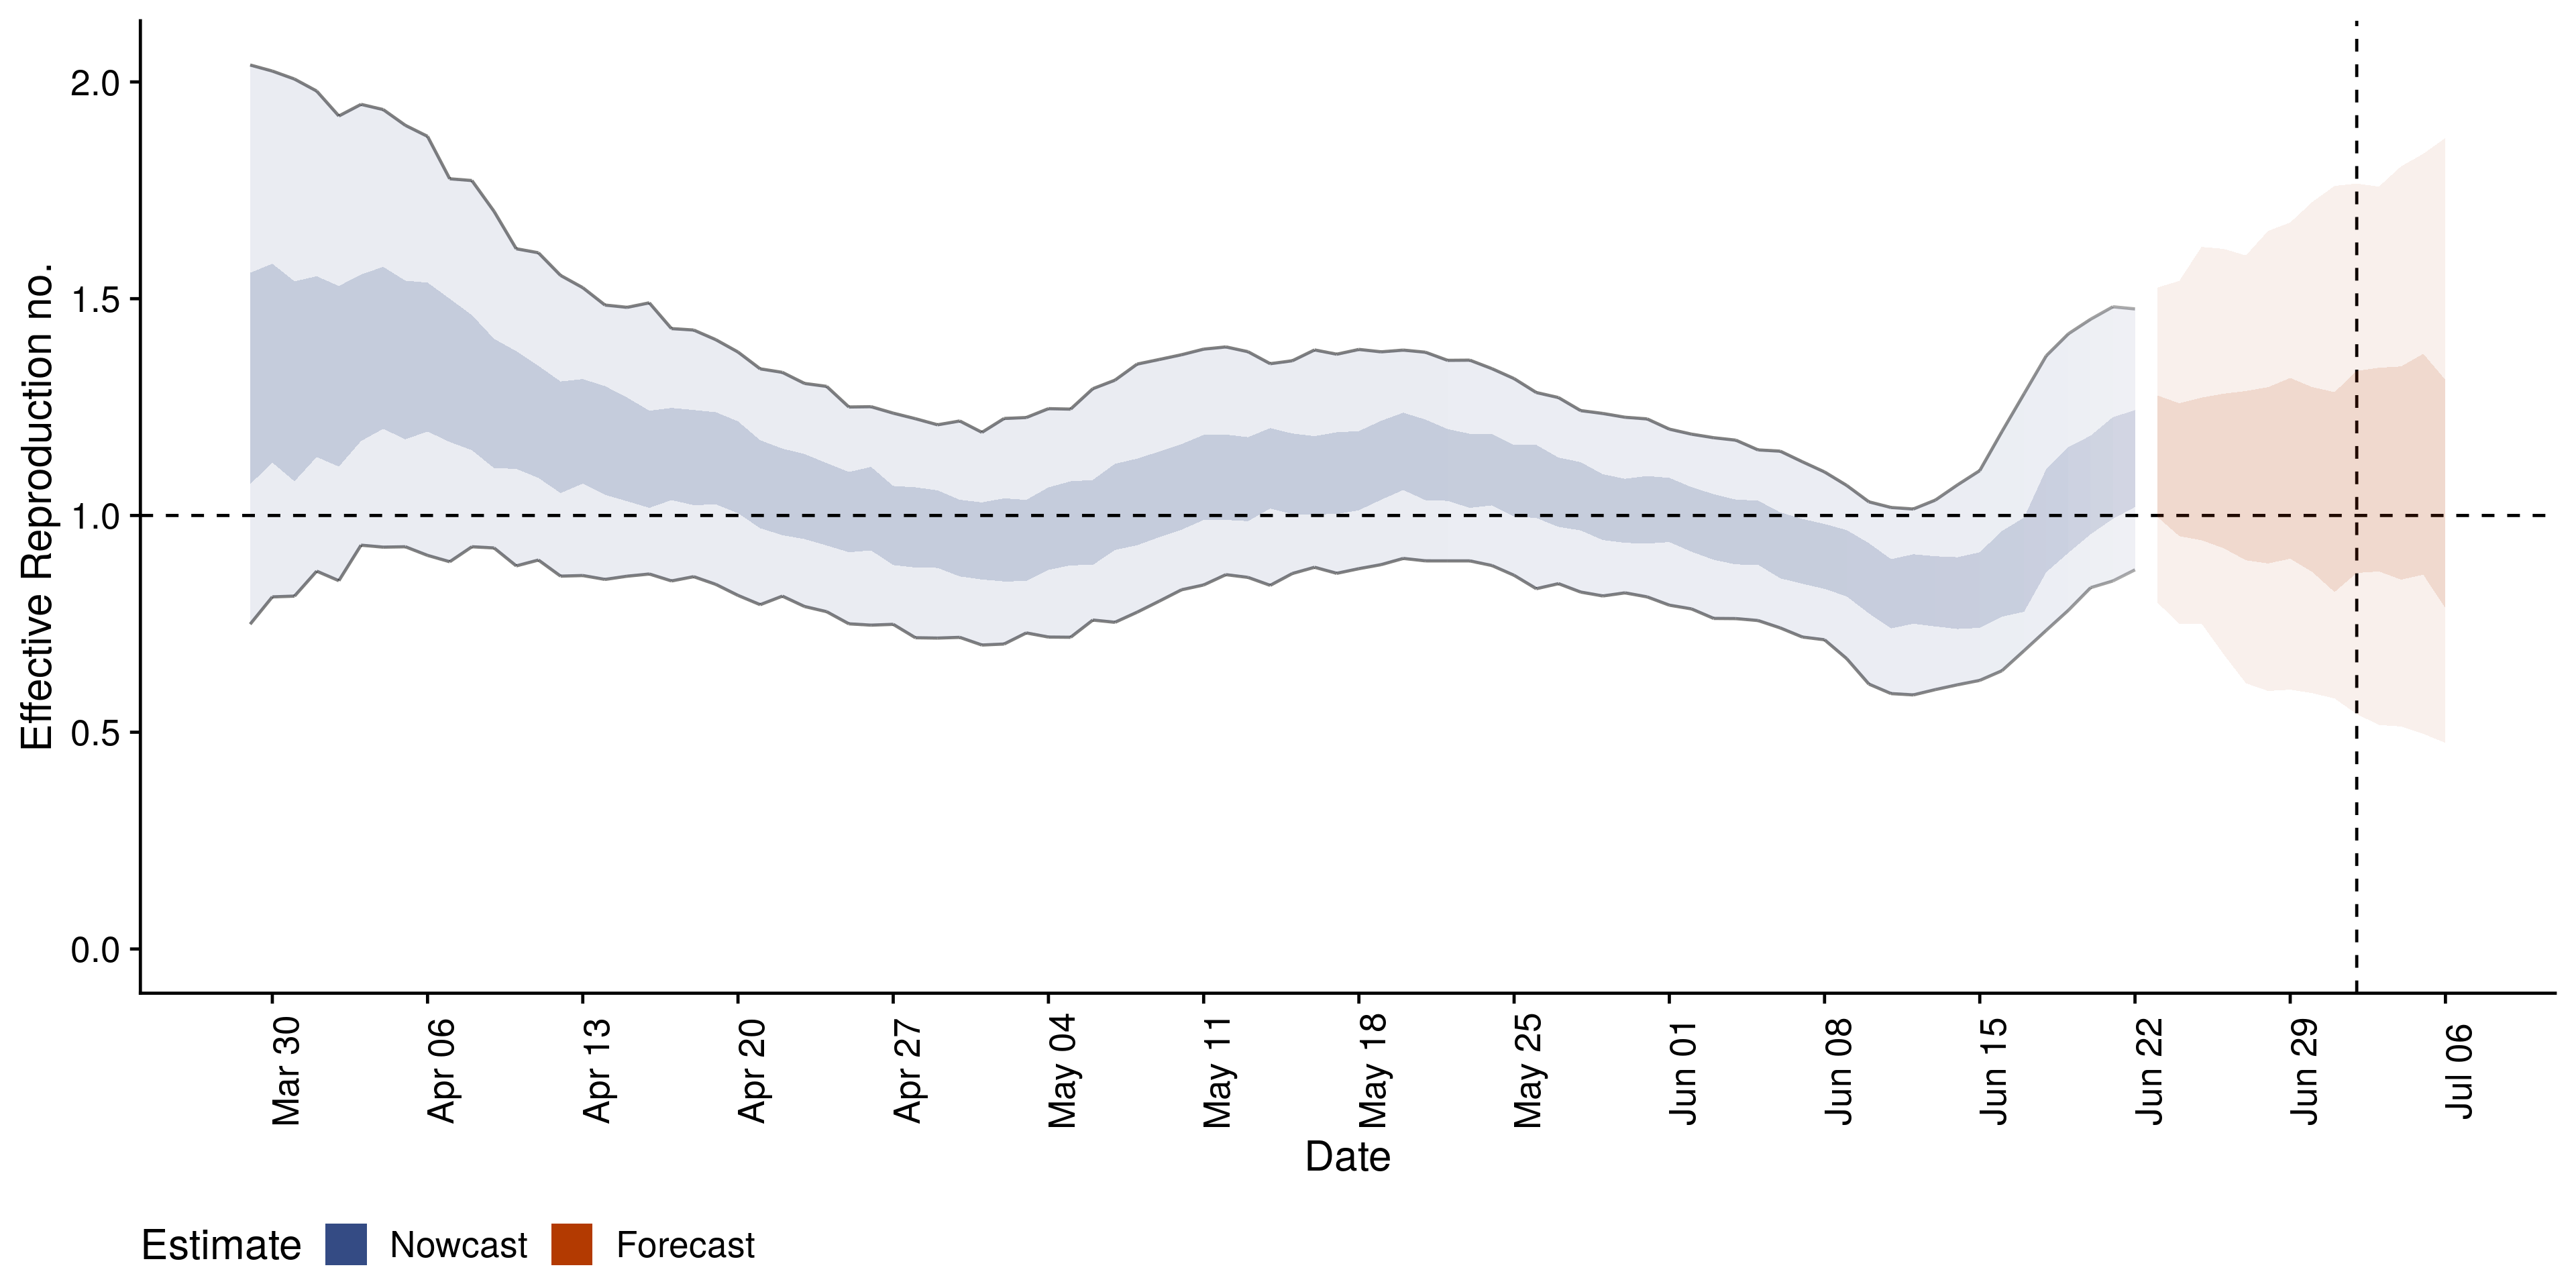 Effective Reproduction no.
2.0
1.5
1.0
0.5
0.0
Mar 30
Apr 06
Apr 13
Apr 20
Apr 27
May 04
May 11
May 18
May 25
Jun 01
Jun 08
Jun 15
Jun 22
Jun 29
Jul 06
Date
Estimate Nowcast Forecast